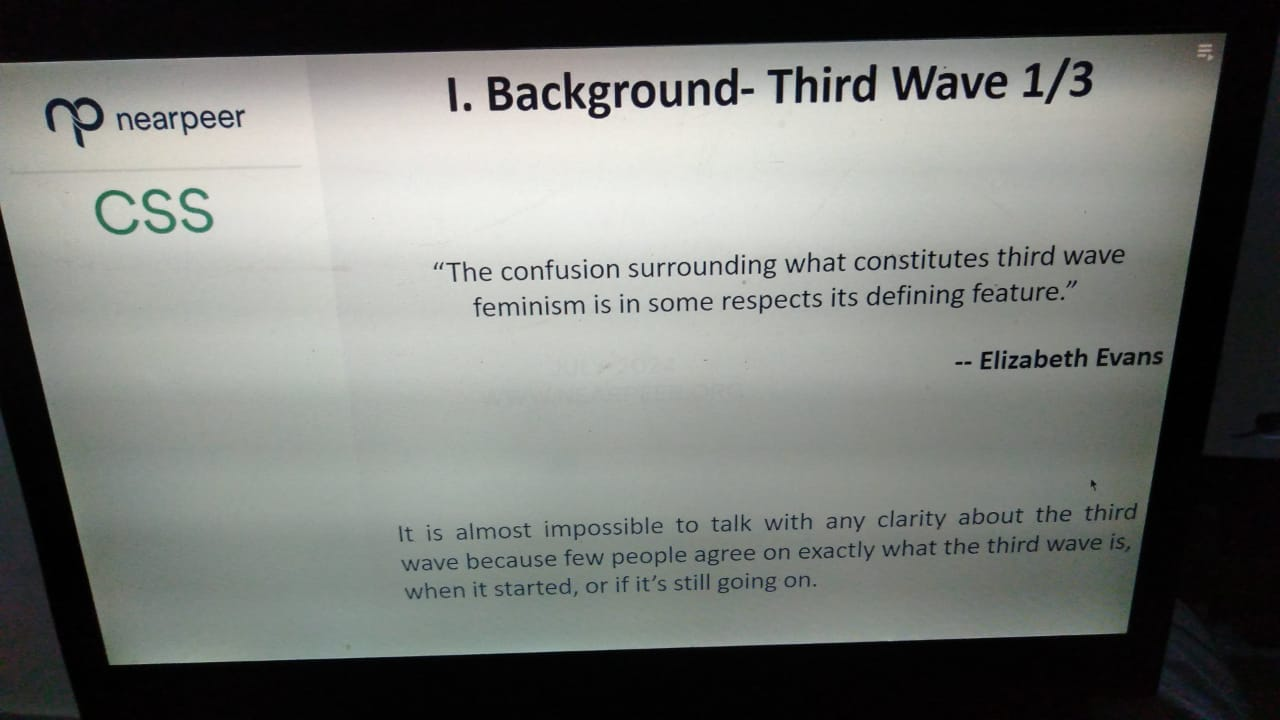 nearpeer
CSS
I. Background- Third Wave 1/3
“The confusion surrounding what constitutes third wave
feminism is in some respects its defining feature.”
-- Elizabeth Evans
It is almost impossible to talk with any clarity about the third
wave because few people agree on exactly what the third wave is,
when it started, or if it’s still going on.